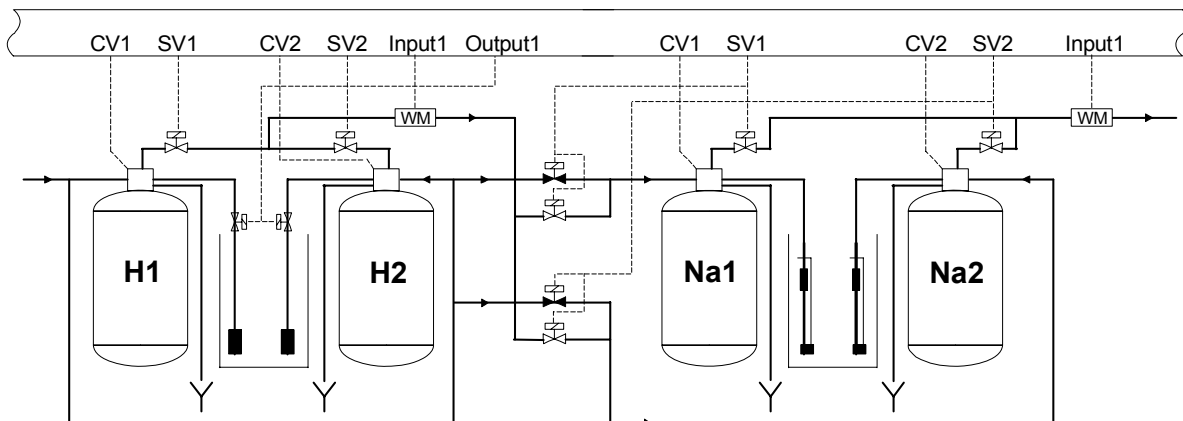 CV1 SV1 CV2 SV2 Input1 Output1 CV1 SV1 CV2 SV2 Input1
WM WM
H1 H2 Na1 Na2